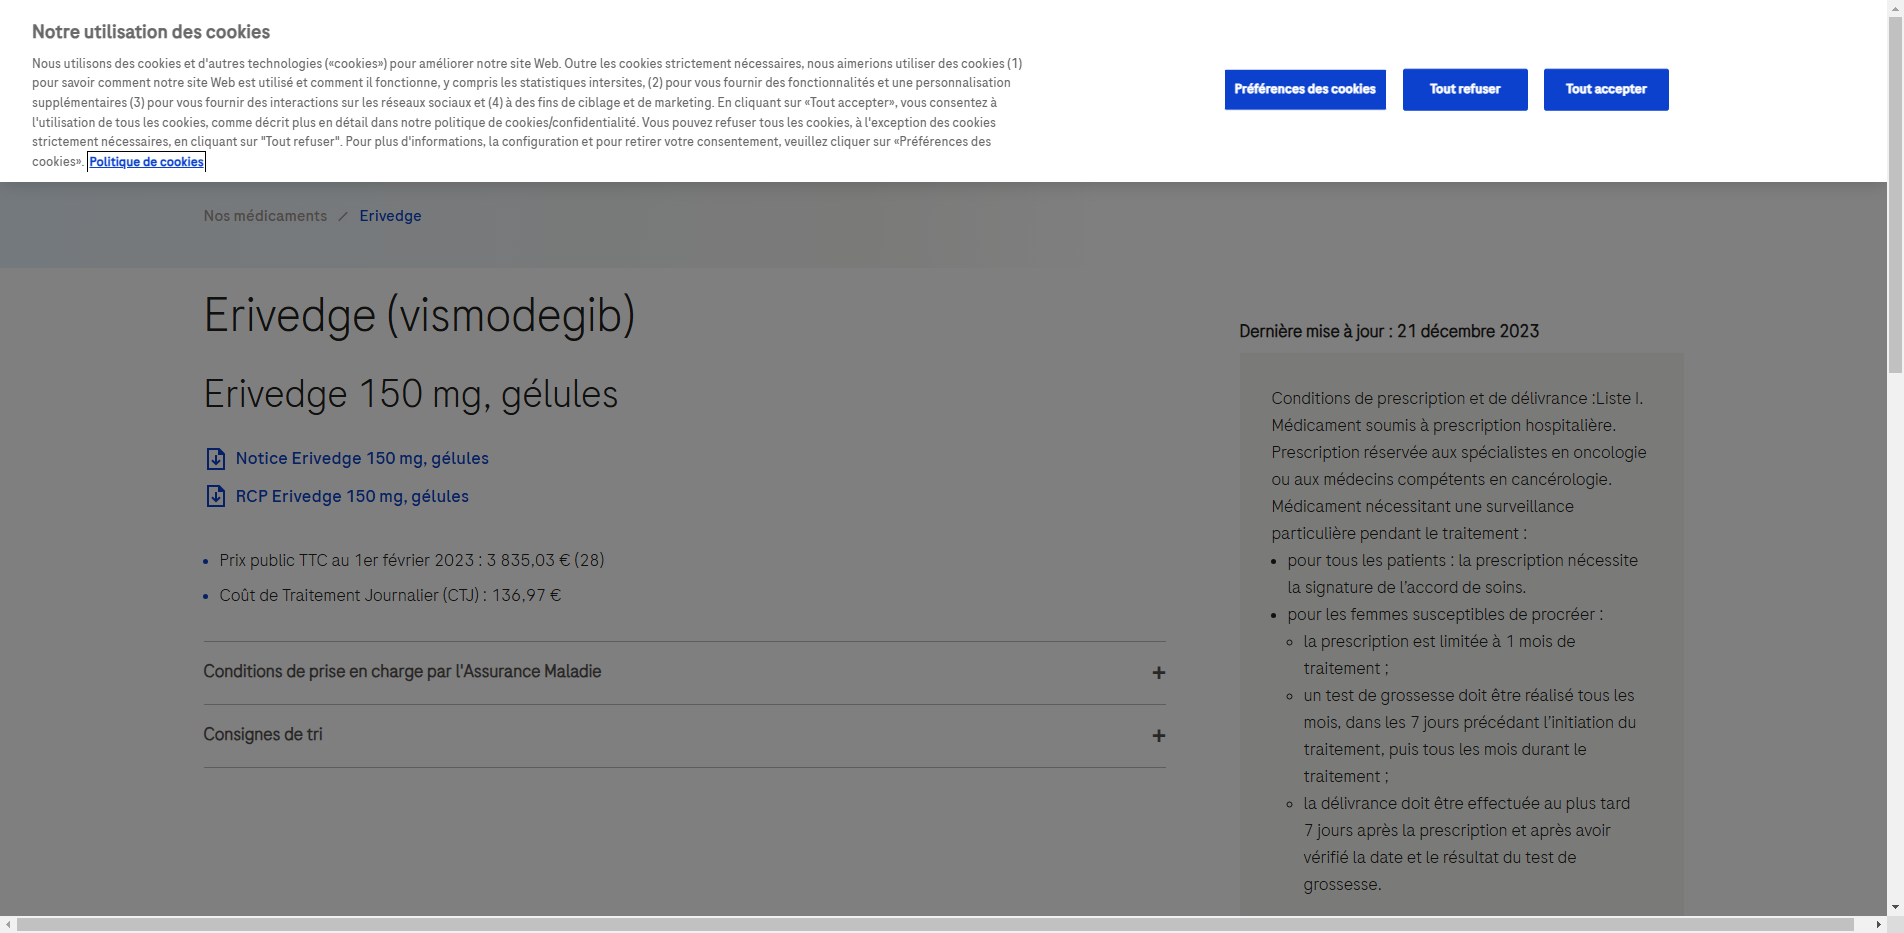 Notre utilisation des cookies
Nous utilisons des cookies et d'autres technologies («cookies») pour améliorer notre site Web. Outre les cookies strictement nécessaires, nous aimerions utiliser des cookies (1)
pour savoir comment notre site Web est utilisé et comment il fonctionne, y compris les statistiques intersites, (2) pour vous fournir des fonctionnalités et une personnalisation
supplémentaires (3) pour vous fournir des interactions sur les réseaux sociaux et (4) à des fins de ciblage et de marketing. En cliquant sur «Tout accepter», vous consentez à
l'utilisation de tous les cookies, comme décrit plus en détail dans notre politique de cookies/confidentialité. Vous pouvez refuser tous les cookies, à l'exception des cookies
strictement nécessaires, en cliquant sur "Tout refuser". Pour plus d'informations, la configuration et pour retirer votre consentement, veuillez cliquer sur «Préférences des
cookies». Politique de cookies
Préférences des cookies
Tout refuser
Tout accepter
Nos médicaments / Erivedge
Erivedge (vismodegib)
Erivedge 150 mg, gélules
Notice Erivedge 150 mg, gélules
RCP Erivedge 150 mg, gélules
Prix public TTC au 1er février 2023 : 3 835,03 € (28)
Coût de Traitement Journalier (CTJ) : 136,97 €
Conditions de prise en charge par l'Assurance Maladie
Consignes de tri
Dernière mise à jour : 21 décembre 2023
Conditions de prescription et de délivrance :Liste I.
Médicament soumis à prescription hospitalière.
Prescription réservée aux spécialistes en oncologie
ou aux médecins compétents en cancérologie.
Médicament nécessitant une surveillance
particulière pendant le traitement :
pour tous les patients : la prescription nécessite
la signature de l’accord de soins.
pour les femmes susceptibles de procréer :
la prescription est limitée à 1 mois de
traitement ;
un test de grossesse doit être réalisé tous les
mois, dans les 7 jours précédant l’initiation du
traitement, puis tous les mois durant le
traitement ;
la délivrance doit être effectuée au plus tard
7 jours après la prescription et après avoir
vérifié la date et le résultat du test de
grossesse.